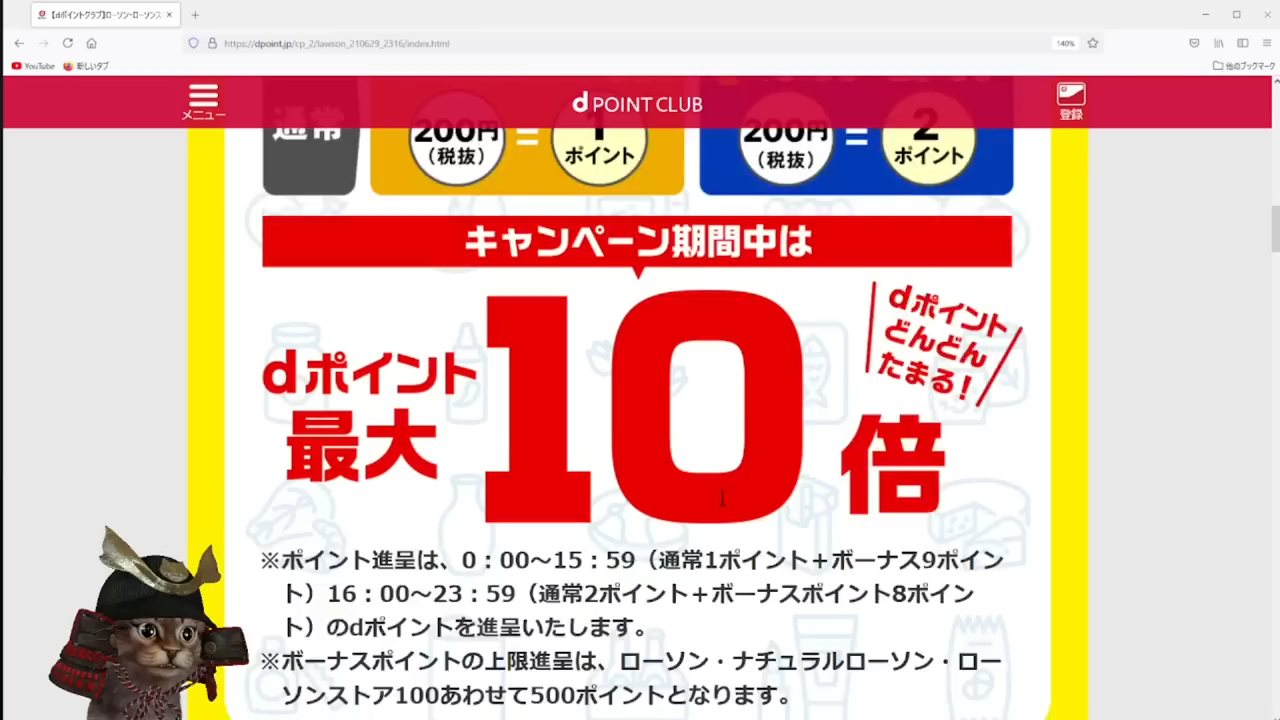 【dポイントクラブ】ローソン・ローソンス
https://dpoint.jp/cp_2/lawson_210629_2316/index.html
140%
YouTube
新しいタブ
他のブックマーク
メニュー
d POINT CLUB
登録
通常
200円
(税抜)
=
1
ポイント
200円
(税抜)
=
2
ポイント
キャンペーン期間中は
dポイント
最大
10
倍
dポイント
どんどん
たまる!
※ポイント進呈は、0：00～15：59（通常1ポイント＋ボーナス9ポイン
ト）16：00～23：59（通常2ポイント＋ボーナスポイント8ポイン
ト）のdポイントを進呈いたします。
※ボーナスポイントの上限進呈は、ローソン・ナチュラルローソン・ロー
ソンストア100あわせて500ポイントとなります。